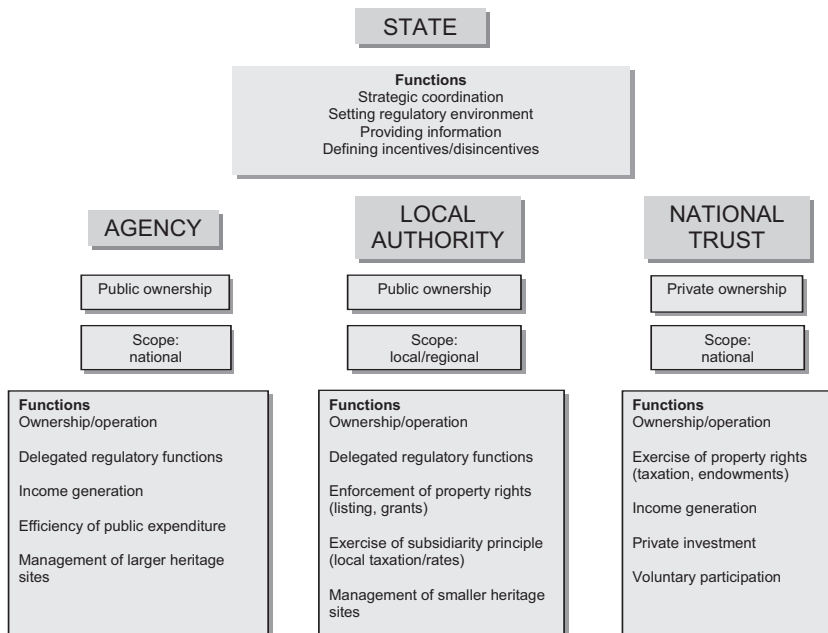 STATE
Functions
Strategic coordination
Setting regulatory environment
Providing information
Defining incentives/disincentives
AGENCY
Public ownership
Scope:
national
Functions
Ownership/operation
Delegated regulatory functions
Income generation
Efficiency of public expenditure
Management of larger heritage
sites
LOCAL
AUTHORITY
Public ownership
Scope:
local/regional
Functions
Ownership/operation
Delegated regulatory functions
Enforcement of property rights
(listing, grants)
Exercise of subsidiarity principle
(local taxation/rates)
Management of smaller heritage
sites
NATIONAL
TRUST
Private ownership
Scope:
national
Functions
Ownership/operation
Exercise of property rights
(taxation, endowments)
Income generation
Private investment
Voluntary participation